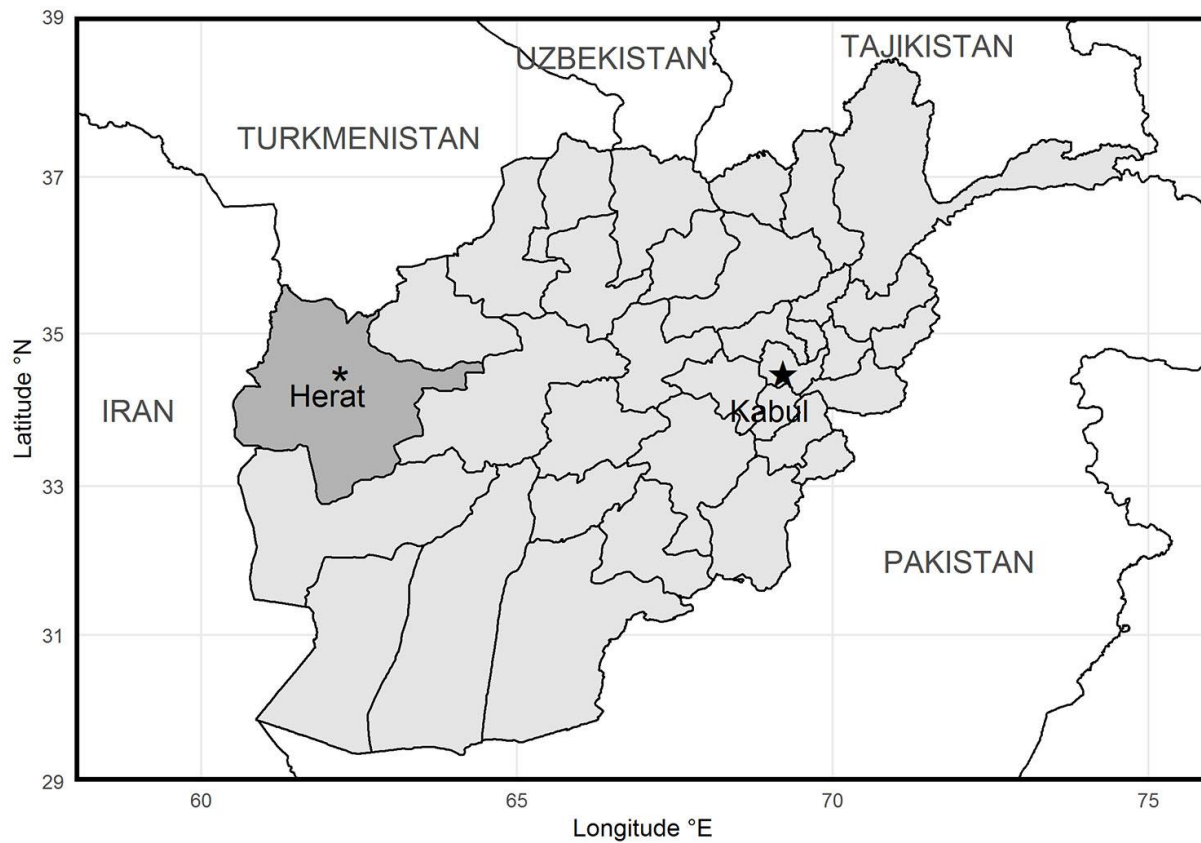 39
UZBEKISTAN
TAJIKISTAN
TURKMENISTAN
37
35
*
Herat
IRAN
Kabul
Latitude °N
33
PAKISTAN
31
29
60
65
70
75
Longitude °E